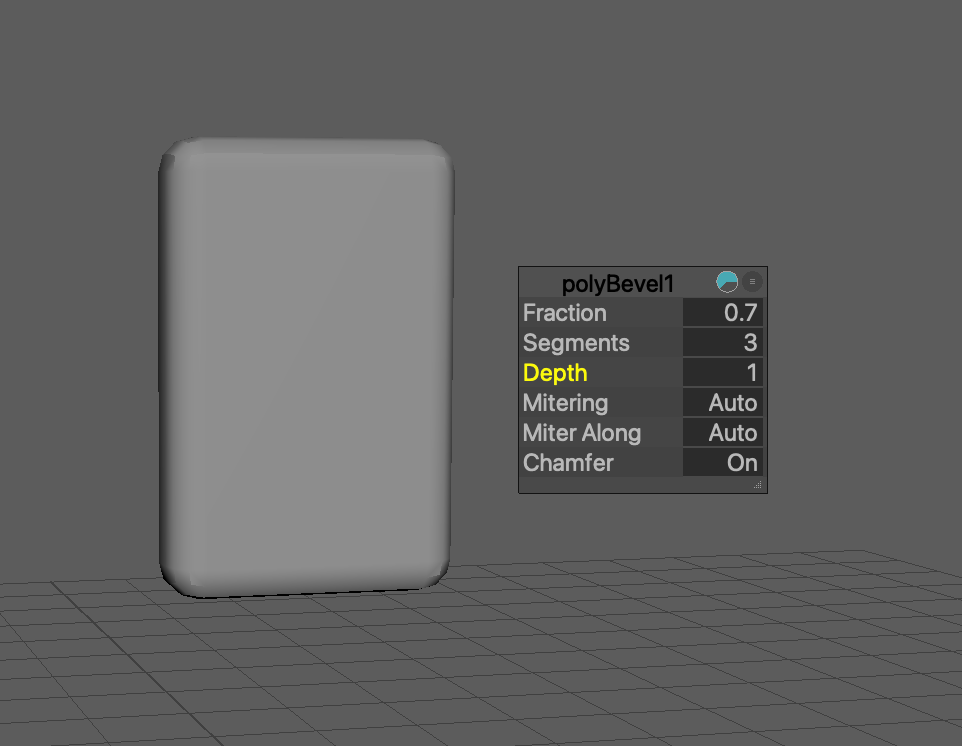 polyBevel1
Fraction 0.7
Segments 3
Depth 1
Mitering Auto
Miter Along Auto
Chamfer On